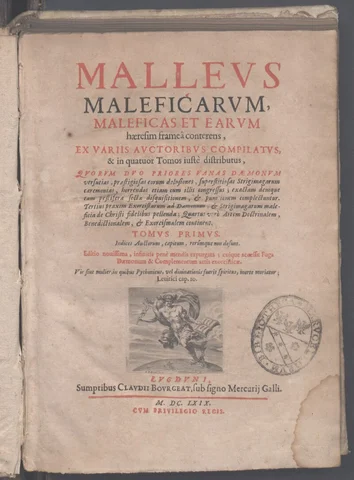 MALLEVS
MALEFICARVM,
MALEFICAS ET EARVM
hæresim frameâ conterens,
EX VARIIS AVCTORIBVS COMPILATVS,
& in quatuor Tomos iustè distributus,
QVORVM DVO PRIORES VANAS DÆMONVM
versutias, præstigiosa eorum delusiones, superstitiosas Strigimagarum
cæremonias, horrendos etiam cum illis congressus; exactam denique
tam pestiferæ sectæ disquisitionem, & punitionem complectuntur.
Tertius praxim Exorcistarum ad Dæmonum, & Strigimagarum male-
ficia de Christi fidelibus pellenda; Quartus verò Artem Doctrinalem,
Benedictionalem, & Exorcismalem continet.
TOMVS PRIMVS.
Indices Auctorum, capitum, rerúmque non desunt.
Editio nouissima, infinitis penè mendis expurgata; cuique accessit Fuga
Dæmonum & Complementum artis exorcisticæ.
Vir siue mulier in quibus Pythonicus, vel diuinationis fuerit spiritus, morte moriatur;
Leuitici cap. 20.
LVGDVNI,
Sumptibus CLAVDII BOVRGEAT, sub signo Mercurij Galli.
M. DC. LXIX.
CVM PRIVILEGIO REGIS.